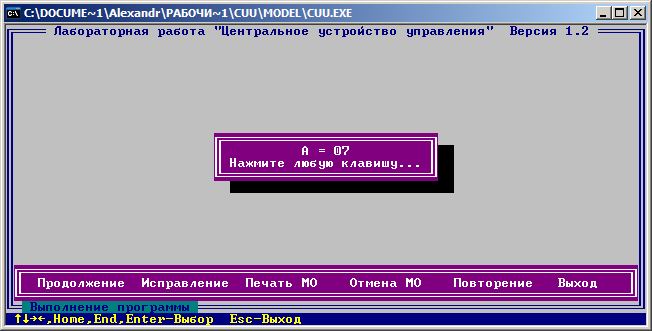 C:\DOCUME~1\Alexandr\РАБОЧИ~1\CUU\MODEL\CUU.EXE
Лабораторная работа "Центральное устройство управления" Версия 1.2
A = 07
Нажмите любую клавишу...
Продолжение Исправление Печать МО Отмена МО Повторение Выход
Выполнение программы
↑↓→←,Home,End,Enter-Выбор Esc-Выход